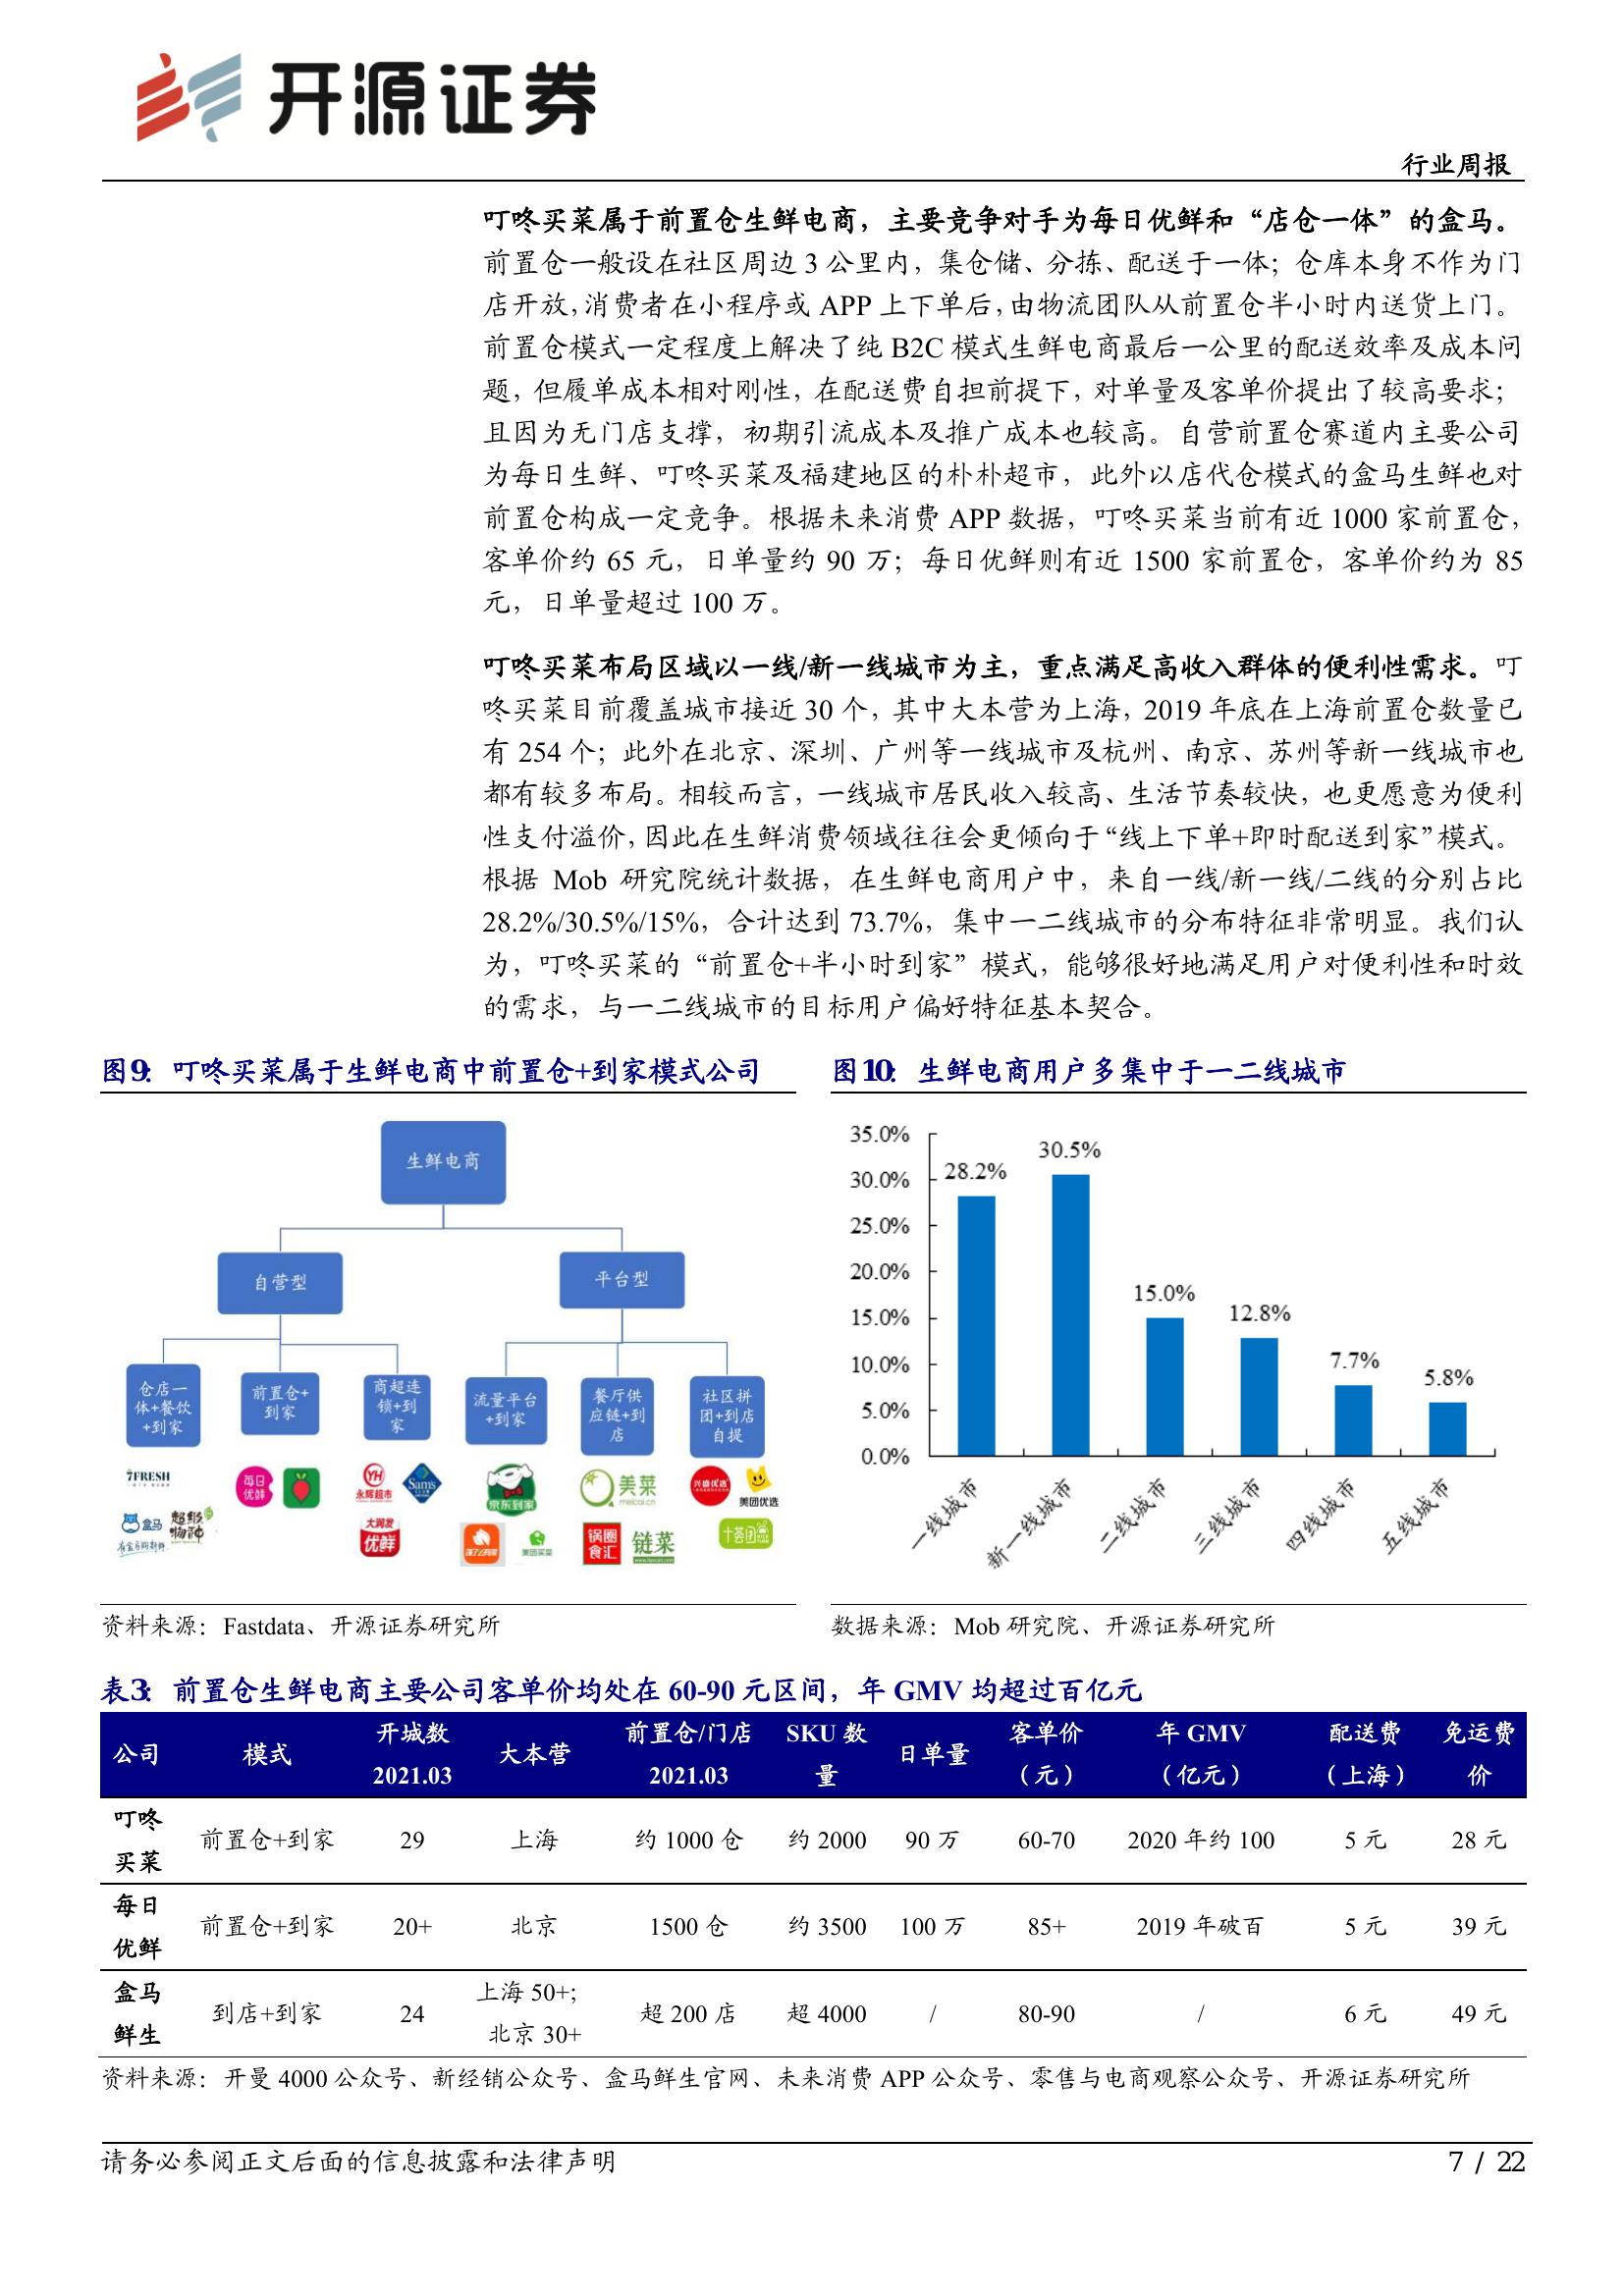 开源证券
行业周报
叮咚买菜属于前置仓生鲜电商，主要竞争对手为每日优鲜和“店仓一体”的盒马。
前置仓一般设在社区周边 3 公里内，集仓储、分拣、配送于一体；仓库本身不作为门
店开放，消费者在小程序或 APP 上下单后，由物流团队从前置仓半小时内送货上门。
前置仓模式一定程度上解决了纯 B2C 模式生鲜电商最后一公里的配送效率及成本问
题，但履单成本相对刚性，在配送费自担前提下，对单量及客单价提出了较高要求；
且因为无门店支撑，初期引流成本及推广成本也较高。自营前置仓赛道内主要公司
为每日生鲜、叮咚买菜及福建地区的朴朴超市，此外以店代仓模式的盒马生鲜也对
前置仓构成一定竞争。根据未来消费 APP 数据，叮咚买菜当前有近 1000 家前置仓，
客单价约 65 元，日单量约 90 万；每日优鲜则有近 1500 家前置仓，客单价约为 85
元，日单量超过 100 万。
叮咚买菜布局区域以一线/新一线城市为主，重点满足高收入群体的便利性需求。叮
咚买菜目前覆盖城市接近 30 个，其中大本营为上海，2019 年底在上海前置仓数量已
有 254 个；此外在北京、深圳、广州等一线城市及杭州、南京、苏州等新一线城市也
都有较多布局。相较而言，一线城市居民收入较高、生活节奏较快，也更愿意为便利
性支付溢价，因此在生鲜消费领域往往会更倾向于“线上下单+即时配送到家”模式。
根据 Mob 研究院统计数据，在生鲜电商用户中，来自一线/新一线/二线的分别占比
28.2%/30.5%/15%，合计达到 73.7%，集中一二线城市的分布特征非常明显。我们认
为，叮咚买菜的“前置仓+半小时到家”模式，能够很好地满足用户对便利性和时效
的需求，与一二线城市的目标用户偏好特征基本契合。
图9：叮咚买菜属于生鲜电商中前置仓+到家模式公司
生鲜电商
自营型
平台型
仓店一
体+餐饮
+到家
前置仓+
到家
商超连
锁+到
家
流量平台
+到家
餐厅供
应链+到
店
社区拼
团+到店
自提
7FRESH
盒马
超级
物种
每日
优鲜
YH
永辉超市
Sam's
大润发
优鲜
京东到家
美团买菜
美菜
meicai.cn
锅圈
食汇
链菜
兴盛优选
美团优选
十荟团
资料来源：Fastdata、开源证券研究所
图10：生鲜电商用户多集中于一二线城市
35.0%
30.0%
25.0%
20.0%
15.0%
10.0%
5.0%
0.0%
28.2%
30.5%
15.0%
12.8%
7.7%
5.8%
一线城市
新一线城市
二线城市
三线城市
四线城市
五线城市
数据来源：Mob 研究院、开源证券研究所
表3：前置仓生鲜电商主要公司客单价均处在 60-90 元区间，年 GMV 均超过百亿元
公司 模式 开城数 2021.03 大本营 前置仓/门店 2021.03 SKU 数量 日单量 客单价（元） 年 GMV（亿元） 配送费（上海） 免运费价
叮咚买菜 前置仓+到家 29 上海 约 1000 仓 约 2000 90 万 60-70 2020 年约 100 5 元 28 元
每日优鲜 前置仓+到家 20+ 北京 1500 仓 约 3500 100 万 85+ 2019 年破百 5 元 39 元
盒马鲜生 到店+到家 24 上海 50+; 北京 30+ 超 200 店 超 4000 / 80-90 / 6 元 49 元
资料来源：开曼 4000 公众号、新经销公众号、盒马鲜生官网、未来消费 APP 公众号、零售与电商观察公众号、开源证券研究所
请务必参阅正文后面的信息披露和法律声明
7 / 22